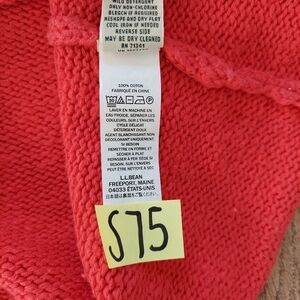 MILD DETERGENT
ONLY NON-CHLORINE
BLEACH IF REQUIRED
RESHAPE AND DRY FLAT
COOL IRON IF NEEDED
REVERSE SIDE
MAY BE DRY CLEANED
RN 71341
100% COTON
FABRIQUÉ EN CHINE
LAVER EN MACHINE EN
EAU FROIDE, SÉPARER LES
COULEURS, SUR L'ENVERS
CYCLE DÉLICAT
DÉTERGENT DOUX
AGENT BLANCHISSANT NON
DÉCOLORANT UNIQUEMENT,
SI BESOIN
REMETTRE EN FORME ET
SÉCHER À PLAT
REPASSER À FER TIÈDE SI
BESOIN, SUR L'ENVERS
PEUT ÊTRE NETTOYÉ À SEC
L.L.BEAN
FREEPORT, MAINE
04033 ÉTATS-UNIS
S75